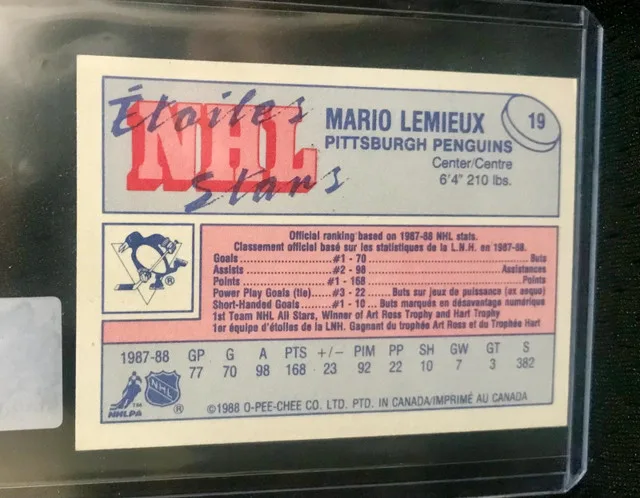 Étoiles
NHL
Stars
MARIO LEMIEUX
PITTSBURGH PENGUINS
Center/Centre
6'4" 210 lbs.
19
Official ranking based on 1987-88 NHL stats.
Classement officiel basé sur les statistiques de la L.N.H. en 1987-88.
Goals ........ #1 - 70 ........ Buts
Assists ........ #2 - 98 ........ Assistances
Points ........ #1 - 168 ........ Points
Power Play Goals (tie) .... #3 - 22 .... Buts sur jeux de puissance (ex aequo)
Short-Handed Goals ........ #1 - 10 ... Buts marqués en désavantage numérique
1st Team NHL All Stars, Winner of Art Ross Trophy and Hart Trophy
1er équipe d'étoiles de la LNH. Gagnant du trophée Art Ross et du Trophée Hart
1987-88 GP G A PTS +/- PIM PP SH GW GT S
77 70 98 168 23 92 22 10 7 3 382
NHLPA TM NHL ®
©1988 O-PEE-CHEE CO. LTD. PTD. IN CANADA/IMPRIMÉ AU CANADA